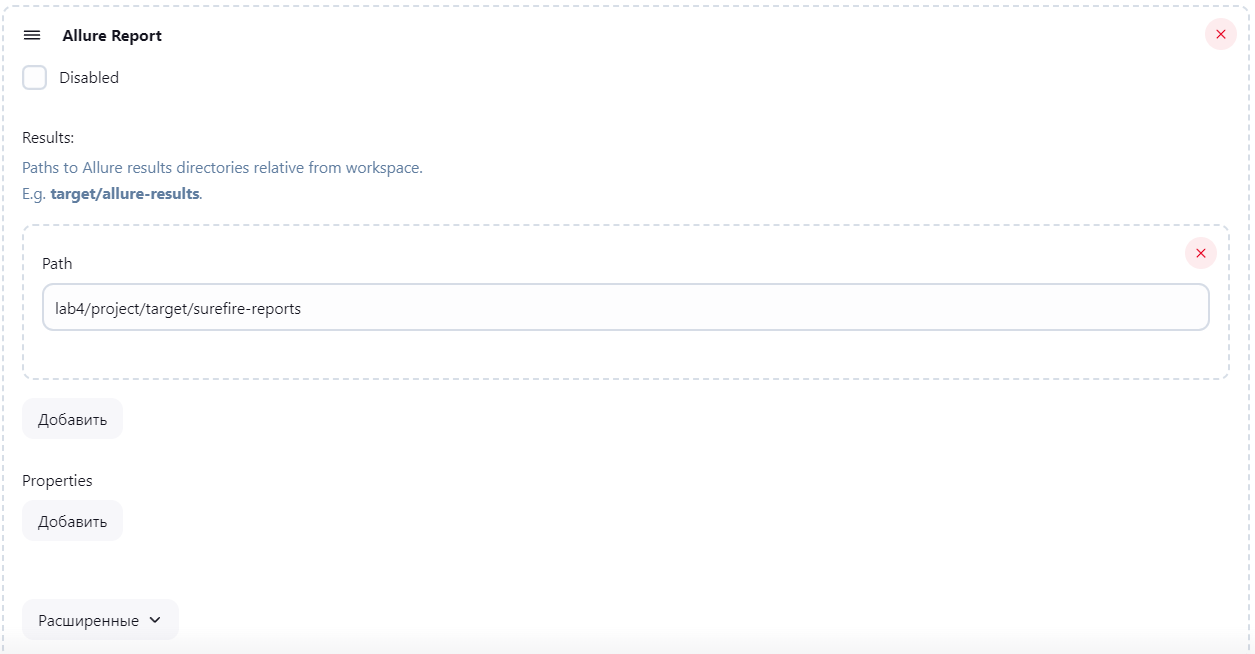 Allure Report
Disabled
Results:
Paths to Allure results directories relative from workspace.
E.g. target/allure-results.
Path
lab4/project/target/surefire-reports
Добавить
Properties
Добавить
Расширенные